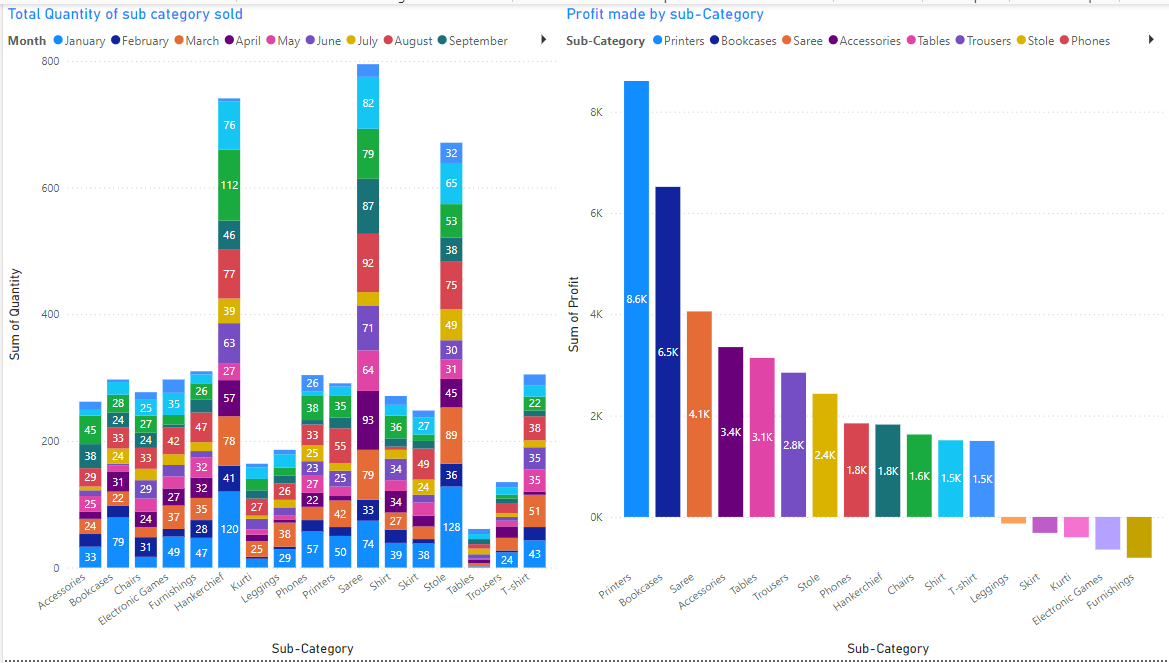 Total Quantity of sub category sold
Month January February March April May June July August September
Sum of Quantity
800
600
400
200
0
33 24 25 29 38 45
79 22 31 24 33 24 28
31 24 29 33 24 27 25
49 37 27 42 35
47 28 35 32 32 47 26
120 41 78 57 27 63 39 77 46 112 76
25 27
29 38 26
57 22 27 23 25 33 38 26
50 42 25 55 35
74 33 79 93 64 71 92 87 79 82
39 27 34 34 36
38 24 49 27
128 36 89 45 31 30 49 75 38 53 65 32
24
43 51 35 35 38 22
Accessories
Bookcases
Chairs
Electronic Games
Furnishings
Hankerchief
Kurti
Leggings
Phones
Printers
Saree
Shirt
Skirt
Stole
Tables
Trousers
T-shirt
Sub-Category
Profit made by sub-Category
Sub-Category Printers Bookcases Saree Accessories Tables Trousers Stole Phones
Sum of Profit
8K
6K
4K
2K
0K
8.6K
6.5K
4.1K
3.4K
3.1K
2.8K
2.4K
1.8K
1.8K
1.6K
1.5K
1.5K
Printers
Bookcases
Saree
Accessories
Tables
Trousers
Stole
Phones
Hankerchief
Chairs
Shirt
T-shirt
Leggings
Skirt
Kurti
Electronic Games
Furnishings
Sub-Category